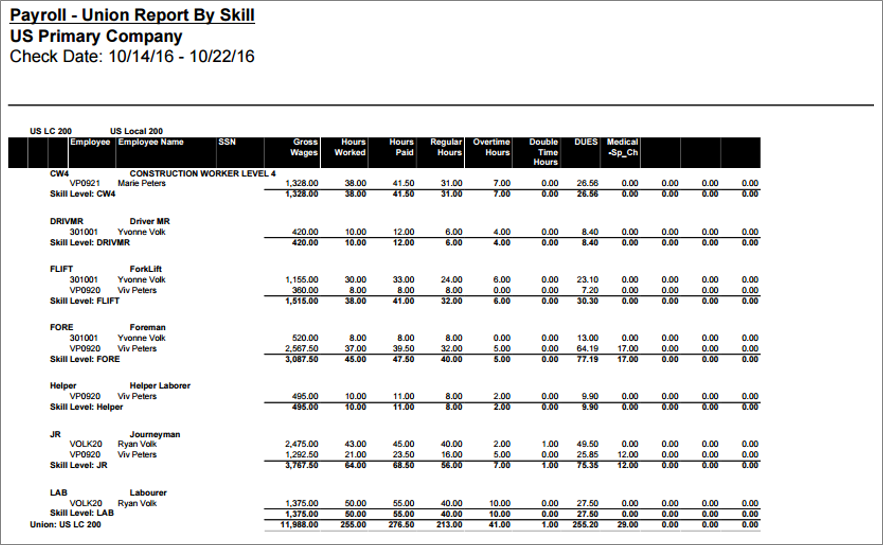 Payroll - Union Report By Skill
US Primary Company
Check Date: 10/14/16 - 10/22/16
US LC 200 US Local 200
Employee Employee Name SSN Gross Hours Hours Regular Overtime Double DUES Medical
Wages Worked Paid Hours Hours Time -Sp_Ch
Hours
CW4 CONSTRUCTION WORKER LEVEL 4
VP0921 Marie Peters 1,328.00 38.00 41.50 31.00 7.00 0.00 26.56 0.00 0.00 0.00 0.00
Skill Level: CW4 1,328.00 38.00 41.50 31.00 7.00 0.00 26.56 0.00 0.00 0.00 0.00
DRIVMR Driver MR
301001 Yvonne Volk 420.00 10.00 12.00 6.00 4.00 0.00 8.40 0.00 0.00 0.00 0.00
Skill Level: DRIVMR 420.00 10.00 12.00 6.00 4.00 0.00 8.40 0.00 0.00 0.00 0.00
FLIFT ForkLift
301001 Yvonne Volk 1,155.00 30.00 33.00 24.00 6.00 0.00 23.10 0.00 0.00 0.00 0.00
VP0920 Viv Peters 360.00 8.00 8.00 8.00 0.00 0.00 7.20 0.00 0.00 0.00 0.00
Skill Level: FLIFT 1,515.00 38.00 41.00 32.00 6.00 0.00 30.30 0.00 0.00 0.00 0.00
FORE Foreman
301001 Yvonne Volk 520.00 8.00 8.00 8.00 0.00 0.00 13.00 0.00 0.00 0.00 0.00
VP0920 Viv Peters 2,567.50 37.00 39.50 32.00 5.00 0.00 64.19 17.00 0.00 0.00 0.00
Skill Level: FORE 3,087.50 45.00 47.50 40.00 5.00 0.00 77.19 17.00 0.00 0.00 0.00
Helper Helper Laborer
VP0920 Viv Peters 495.00 10.00 11.00 8.00 2.00 0.00 9.90 0.00 0.00 0.00 0.00
Skill Level: Helper 495.00 10.00 11.00 8.00 2.00 0.00 9.90 0.00 0.00 0.00 0.00
JR Journeyman
VOLK20 Ryan Volk 2,475.00 43.00 45.00 40.00 2.00 1.00 49.50 0.00 0.00 0.00 0.00
VP0920 Viv Peters 1,292.50 21.00 23.50 16.00 5.00 0.00 25.85 12.00 0.00 0.00 0.00
Skill Level: JR 3,767.50 64.00 68.50 56.00 7.00 1.00 75.35 12.00 0.00 0.00 0.00
LAB Labourer
VOLK20 Ryan Volk 1,375.00 50.00 55.00 40.00 10.00 0.00 27.50 0.00 0.00 0.00 0.00
Skill Level: LAB 1,375.00 50.00 55.00 40.00 10.00 0.00 27.50 0.00 0.00 0.00 0.00
Union: US LC 200 11,988.00 255.00 276.50 213.00 41.00 1.00 255.20 29.00 0.00 0.00 0.00